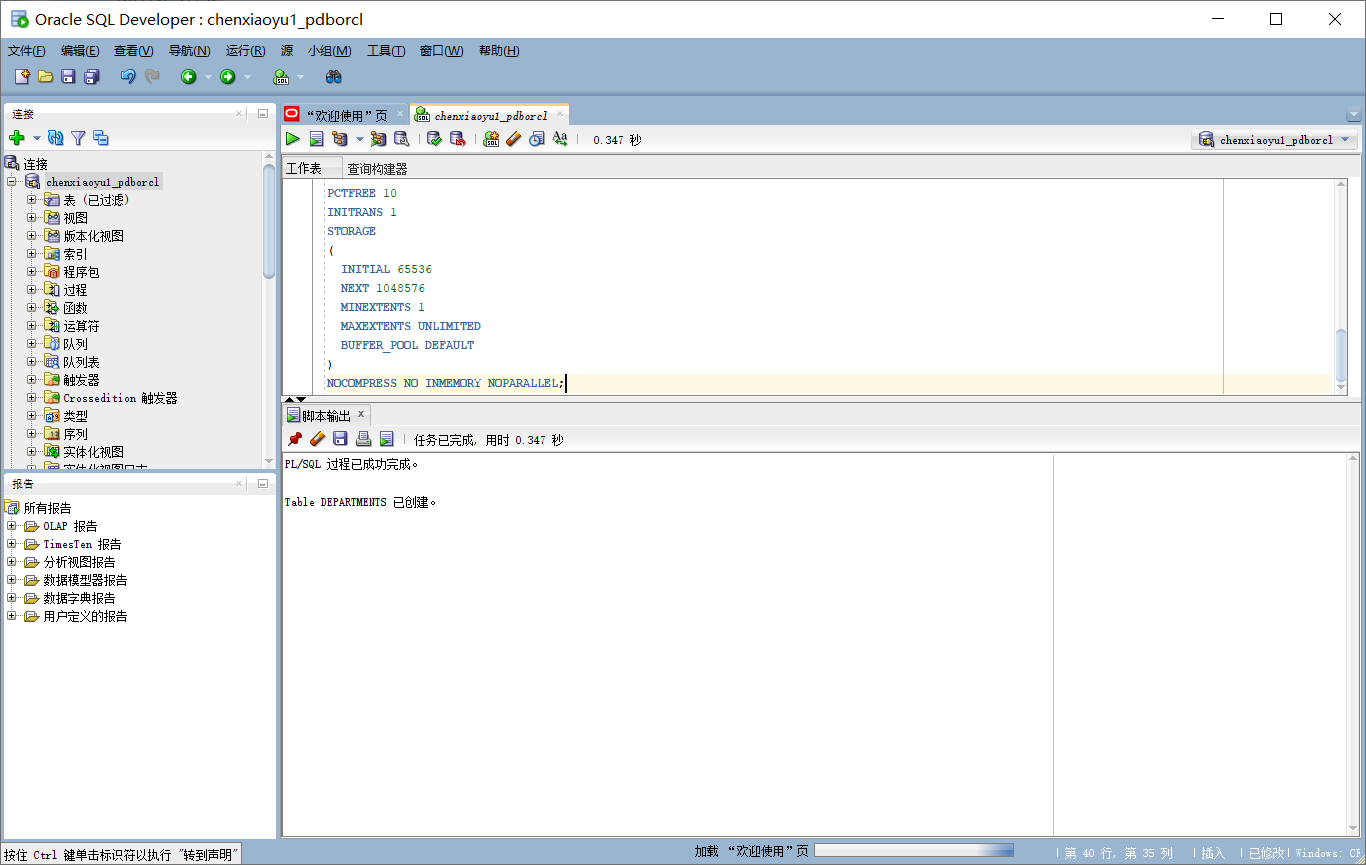 Oracle SQL Developer : chenxiaoyu1_pdborcl
文件(F) 编辑(E) 查看(V) 导航(N) 运行(R) 源 小组(M) 工具(T) 窗口(W) 帮助(H)
连接
连接
chenxiaoyu1_pdborcl
表 (已过滤)
视图
版本化视图
索引
程序包
过程
函数
运算符
队列
队列表
触发器
Crossedition 触发器
类型
序列
实体化视图
实体化视图日志
报告
所有报告
OLAP 报告
TimesTen 报告
分析视图报告
数据模型器报告
数据字典报告
用户定义的报告
“欢迎使用”页 chenxiaoyu1_pdborcl
SQL 0.347 秒 chenxiaoyu1_pdborcl
工作表 查询构建器
PCTFREE 10
INITRANS 1
STORAGE
(
INITIAL 65536
NEXT 1048576
MINEXTENTS 1
MAXEXTENTS UNLIMITED
BUFFER_POOL DEFAULT
)
NOCOMPRESS NO INMEMORY NOPARALLEL;
脚本输出 x
任务已完成, 用时 0.347 秒
PL/SQL 过程已成功完成。
Table DEPARTMENTS 已创建。
按住 Ctrl 键单击标识符以执行 "转到声明" 加载 “欢迎使用”页 第 40 行, 第 35 列 插入 已修改 Windows: CR